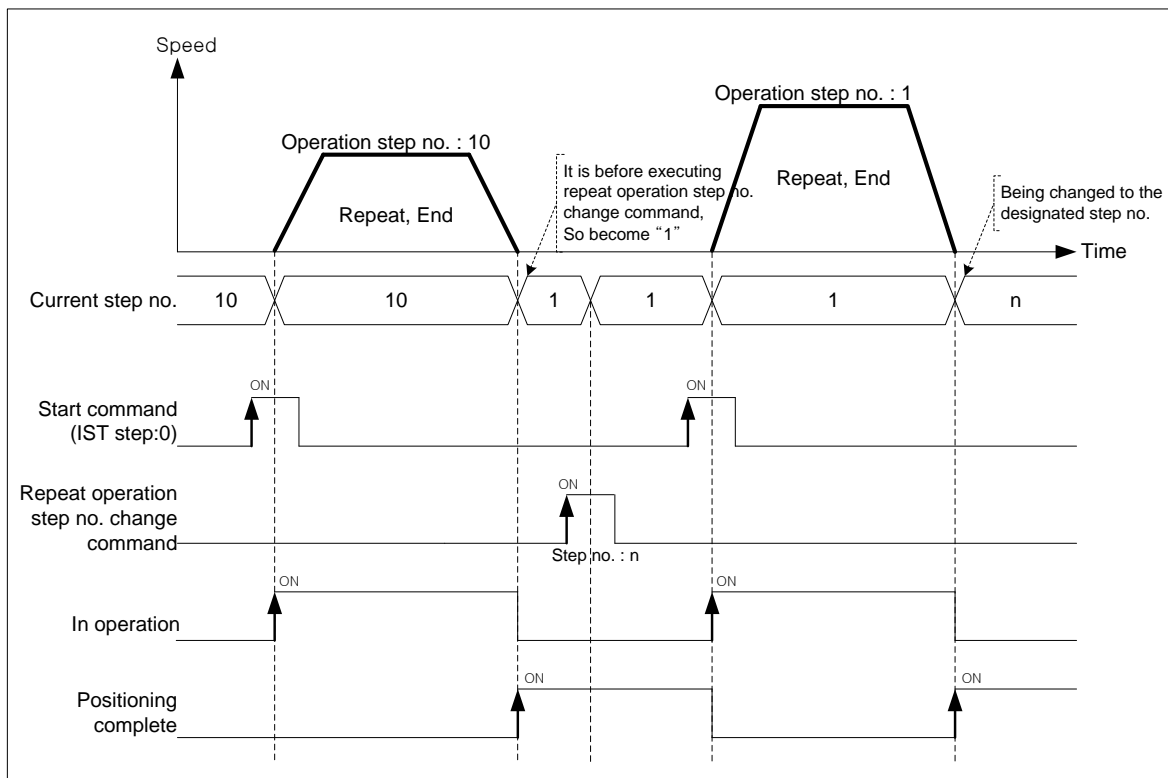 Speed
Operation step no. : 1
Operation step no. : 10
It is before executing
repeat operation step no.
change command,
So become “1”
Repeat, End
Repeat, End
Being changed to the
designated step no.
Time
Current step no.
10
10
1
1
1
n
ON
ON
Start command
(IST step:0)
Repeat operation
step no. change
command
ON
Step no. : n
ON
ON
In operation
ON
ON
Positioning
complete